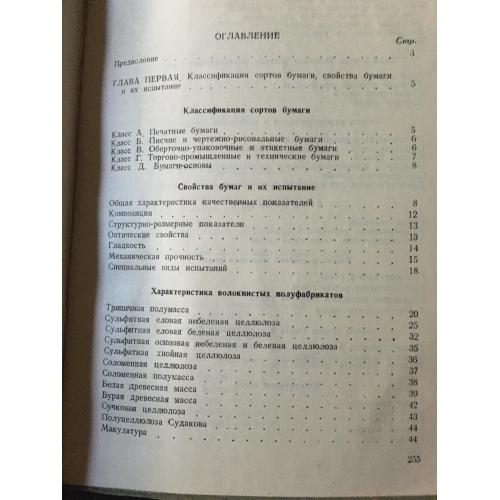 ОГЛАВЛЕНИЕ
Стр.
Предисловие 3
ГЛАВА ПЕРВАЯ. Классификация сортов бумаги, свойства бумаги
и их испытание 5
Классификация сортов бумаги
Класс А. Печатные бумаги 5
Класс Б. Писчие и чертежно-рисовальные бумаги 6
Класс В. Оберточно-упаковочные и этикетные бумаги 6
Класс Г. Торгово-промышленные и технические бумаги 7
Класс Д. Бумаги-основы 8
Свойства бумаг и их испытание
Общая характеристика качественных показателей 8
Композиция 12
Структурно-размерные показатели 13
Оптические свойства 13
Гладкость 14
Механическая прочность 15
Специальные виды испытаний 18
Характеристика волокнистых полуфабрикатов
Тряпичная полумасса 20
Сульфитная еловая небеленая целлюлоза 25
Сульфитная еловая беленая целлюлоза 32
Сульфитная осиновая небеленая и беленая целлюлоза 35
Сульфатная хвойная целлюлоза 36
Соломенная целлюлоза 37
Соломенная полумасса 38
Белая древесная масса 39
Бурая древесная масса 42
Сучковая целлюлоза 43
Полуцеллюлоза Судакова 44
Макулатура 44
255